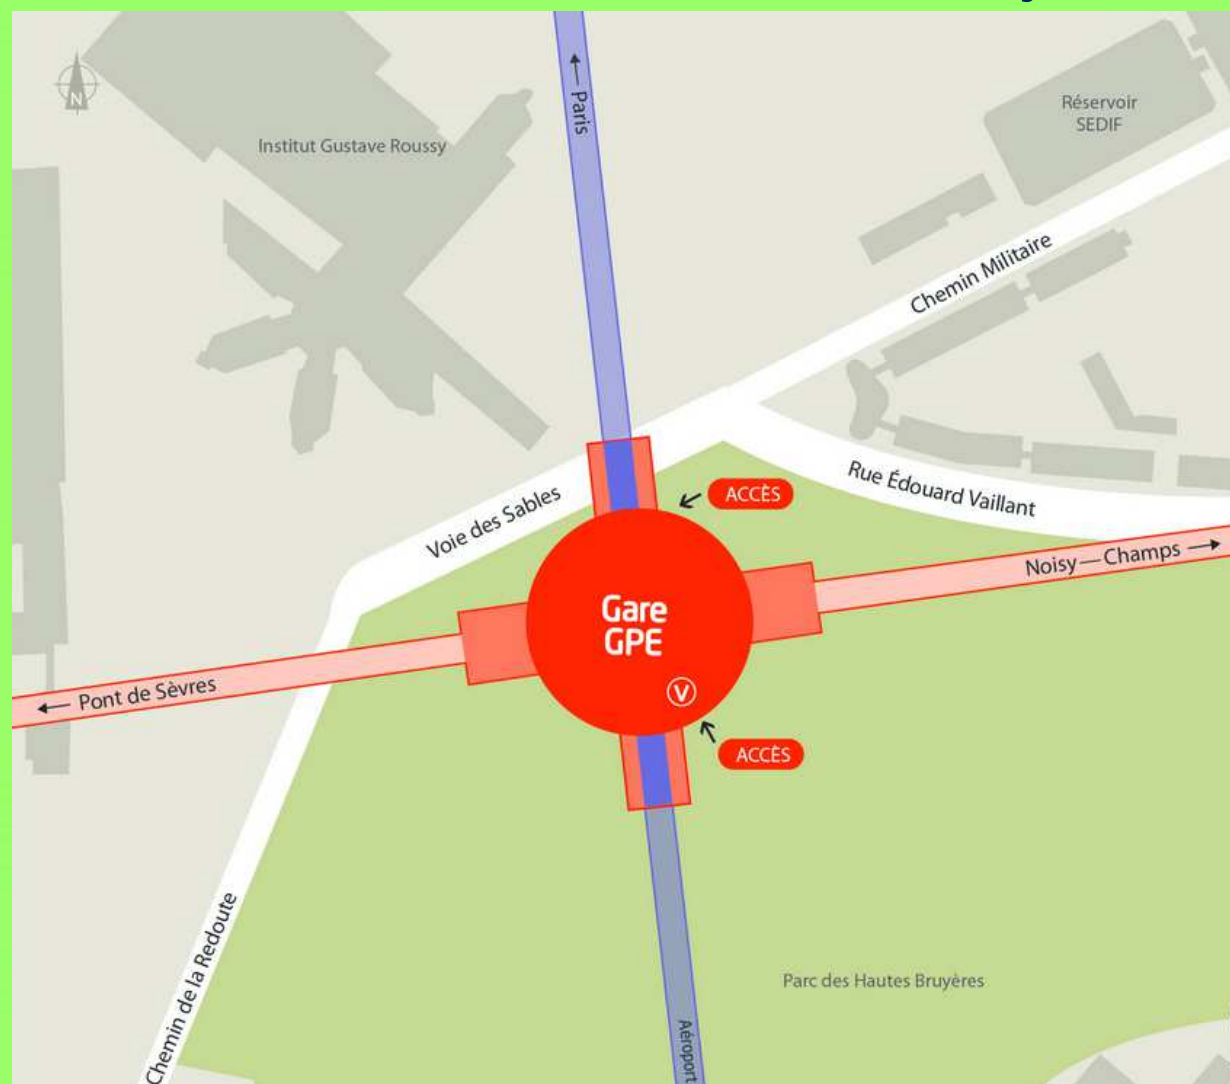 N
Paris
Institut Gustave Roussy
Réservoir
SEDIF
Chemin Militaire
Voie des Sables
ACCÈS
Rue Édouard Vaillant
Noisy—Champs
Gare
GPE
V
Pont de Sèvres
ACCÈS
Chemin de la Redoute
Parc des Hautes Bruyères
Aéroport